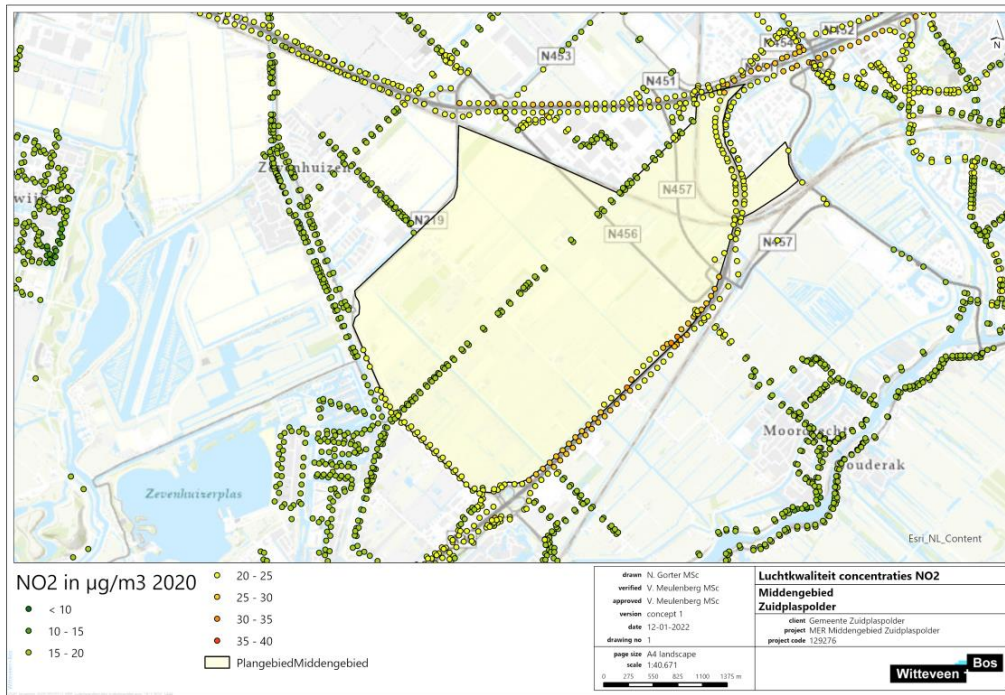 N453
N452
N454
N451
Zevenhuizen
N219
N457
N456
N457
Moordrecht
Gouderak
Zevenhuizerplas
Esri_NL_Content
N
NO2 in µg/m3 2020
< 10
10 - 15
15 - 20
20 - 25
25 - 30
30 - 35
35 - 40
PlangebiedMiddengebied
drawn N. Gorter MSc
verified V. Meulenberg MSc
approved V. Meulenberg MSc
version concept 1
date 12-01-2022
drawing no 1
page size A4 landscape
scale 1:40.671
0 275 550 825 1100 1375 m
Luchtkwaliteit concentraties NO2
Middengebied
Zuidplaspolder
client Gemeente Zuidplaspolder
project MER Middengebied Zuidplaspolder
project code 129276
Witteveen + Bos